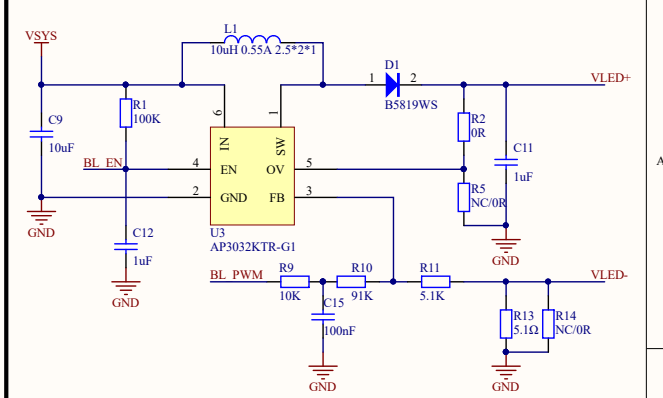 VSYS
L1
10uH 0.55A 2.5*2*1
D1
1 2
B5819WS
VLED+
C9
10uF
R1
100K
6
1
IN
SW
R2
0R
C11
1uF
BL_EN
4
EN
OV
5
2
GND
FB
3
R5
NC/0R
GND
U3
AP3032KTR-G1
C12
1uF
GND
GND
BL_PWM
R9
10K
R10
91K
R11
5.1K
VLED-
C15
100nF
R13
5.1Ω
R14
NC/0R
GND
GND
A